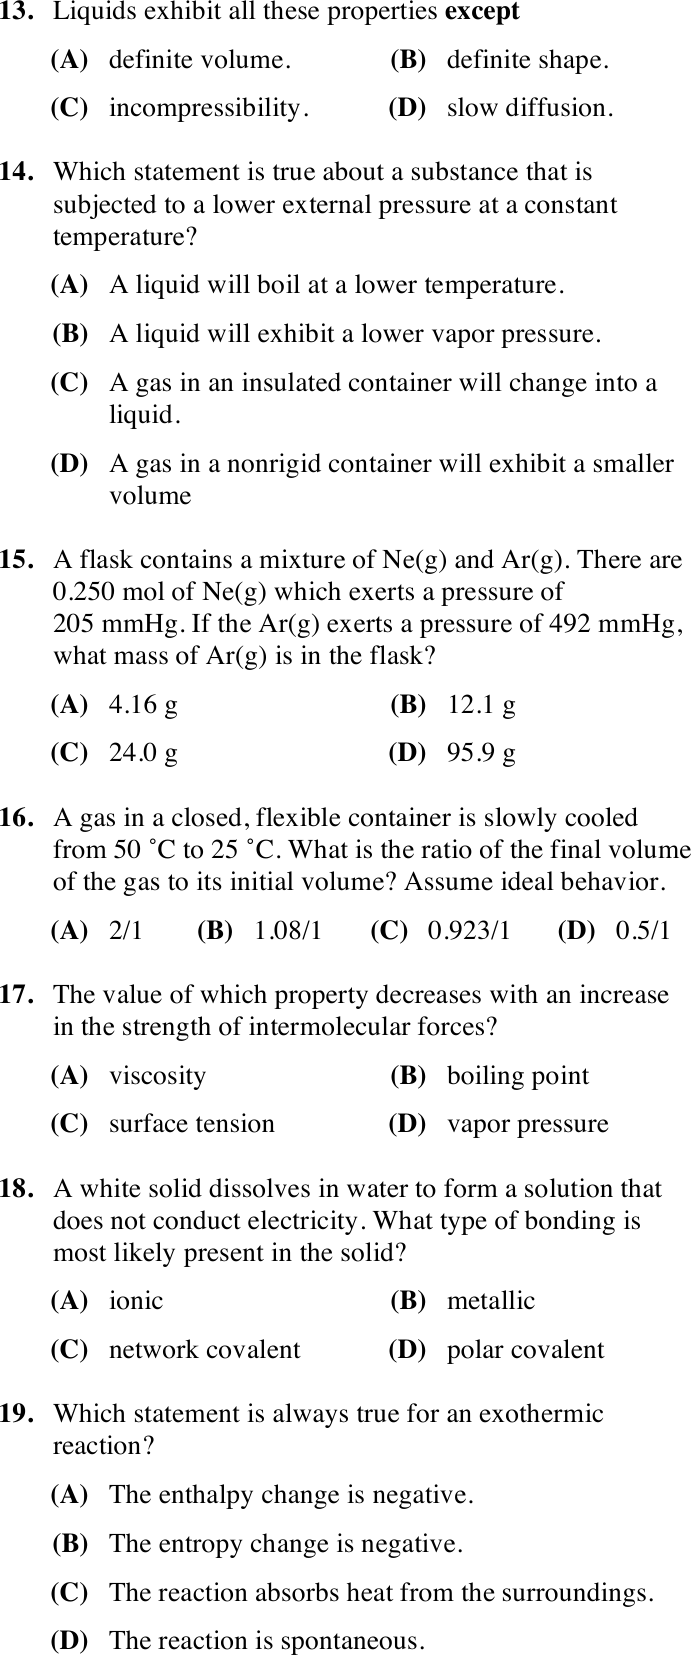 13. Liquids exhibit all these properties except
(A) definite volume. (B) definite shape.
(C) incompressibility. (D) slow diffusion.
14. Which statement is true about a substance that is
subjected to a lower external pressure at a constant
temperature?
(A) A liquid will boil at a lower temperature.
(B) A liquid will exhibit a lower vapor pressure.
(C) A gas in an insulated container will change into a
liquid.
(D) A gas in a nonrigid container will exhibit a smaller
volume
15. A flask contains a mixture of Ne(g) and Ar(g). There are
0.250 mol of Ne(g) which exerts a pressure of
205 mmHg. If the Ar(g) exerts a pressure of 492 mmHg,
what mass of Ar(g) is in the flask?
(A) 4.16 g (B) 12.1 g
(C) 24.0 g (D) 95.9 g
16. A gas in a closed, flexible container is slowly cooled
from 50 ˚C to 25 ˚C. What is the ratio of the final volume
of the gas to its initial volume? Assume ideal behavior.
(A) 2/1 (B) 1.08/1 (C) 0.923/1 (D) 0.5/1
17. The value of which property decreases with an increase
in the strength of intermolecular forces?
(A) viscosity (B) boiling point
(C) surface tension (D) vapor pressure
18. A white solid dissolves in water to form a solution that
does not conduct electricity. What type of bonding is
most likely present in the solid?
(A) ionic (B) metallic
(C) network covalent (D) polar covalent
19. Which statement is always true for an exothermic
reaction?
(A) The enthalpy change is negative.
(B) The entropy change is negative.
(C) The reaction absorbs heat from the surroundings.
(D) The reaction is spontaneous.